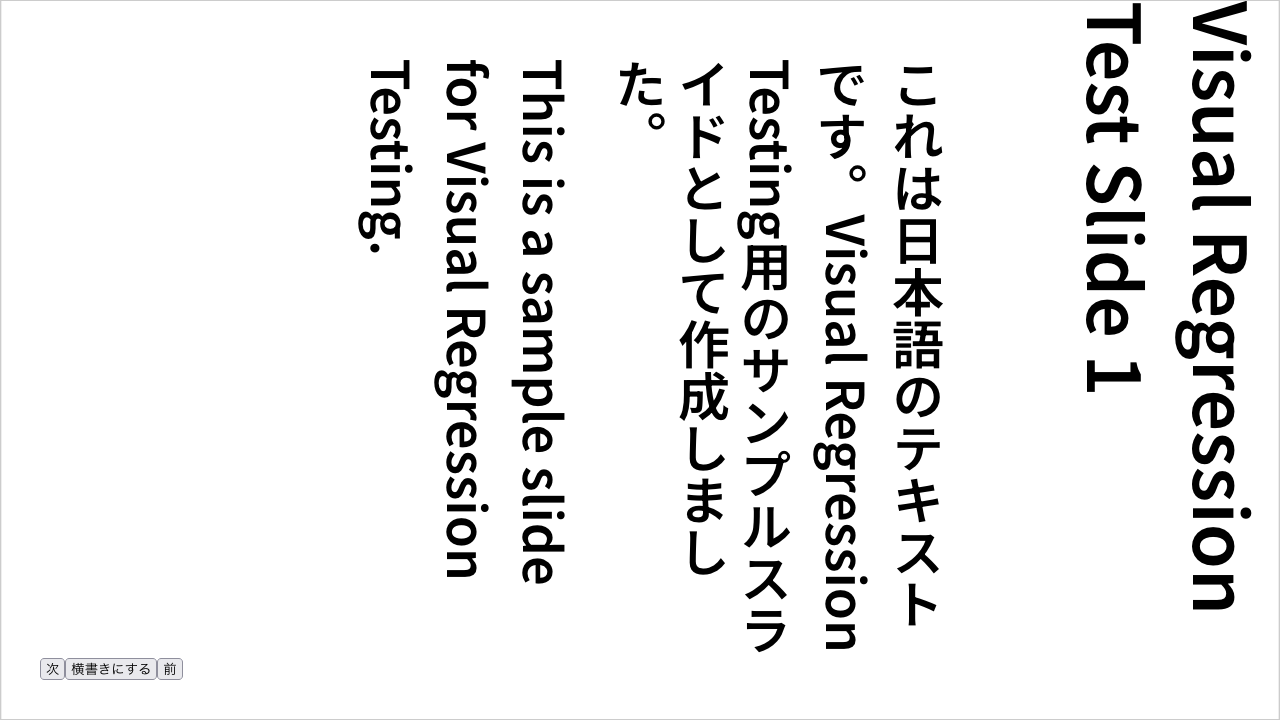 Visual Regression
Test Slide 1
これは日本語のテキスト
です。Visual Regression
Testing用のサンプルスラ
イドとして作成しまし
た。
This is a sample slide
for Visual Regression
Testing.
次 横書きにする 前